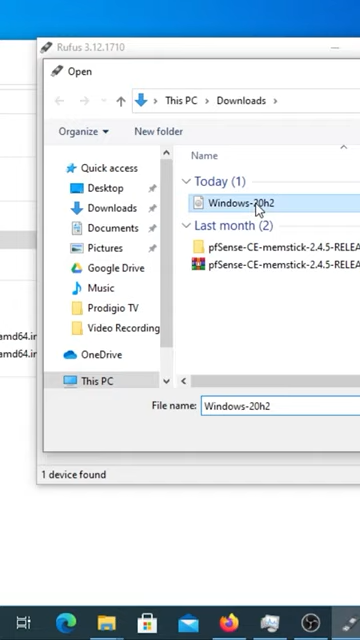 Rufus 3.12.1710
Open
This PC
Downloads
Organize
New folder
Name
Quick access
Desktop
Downloads
Documents
Pictures
Google Drive
Music
Prodigio TV
Video Recording
OneDrive
This PC
Today (1)
Windows-20h2
Last month (2)
pfSense-CE-memstick-2.4.5-RELEA
pfSense-CE-memstick-2.4.5-RELEA
amd64.in
amd64.in
File name:
Windows-20h2
1 device found